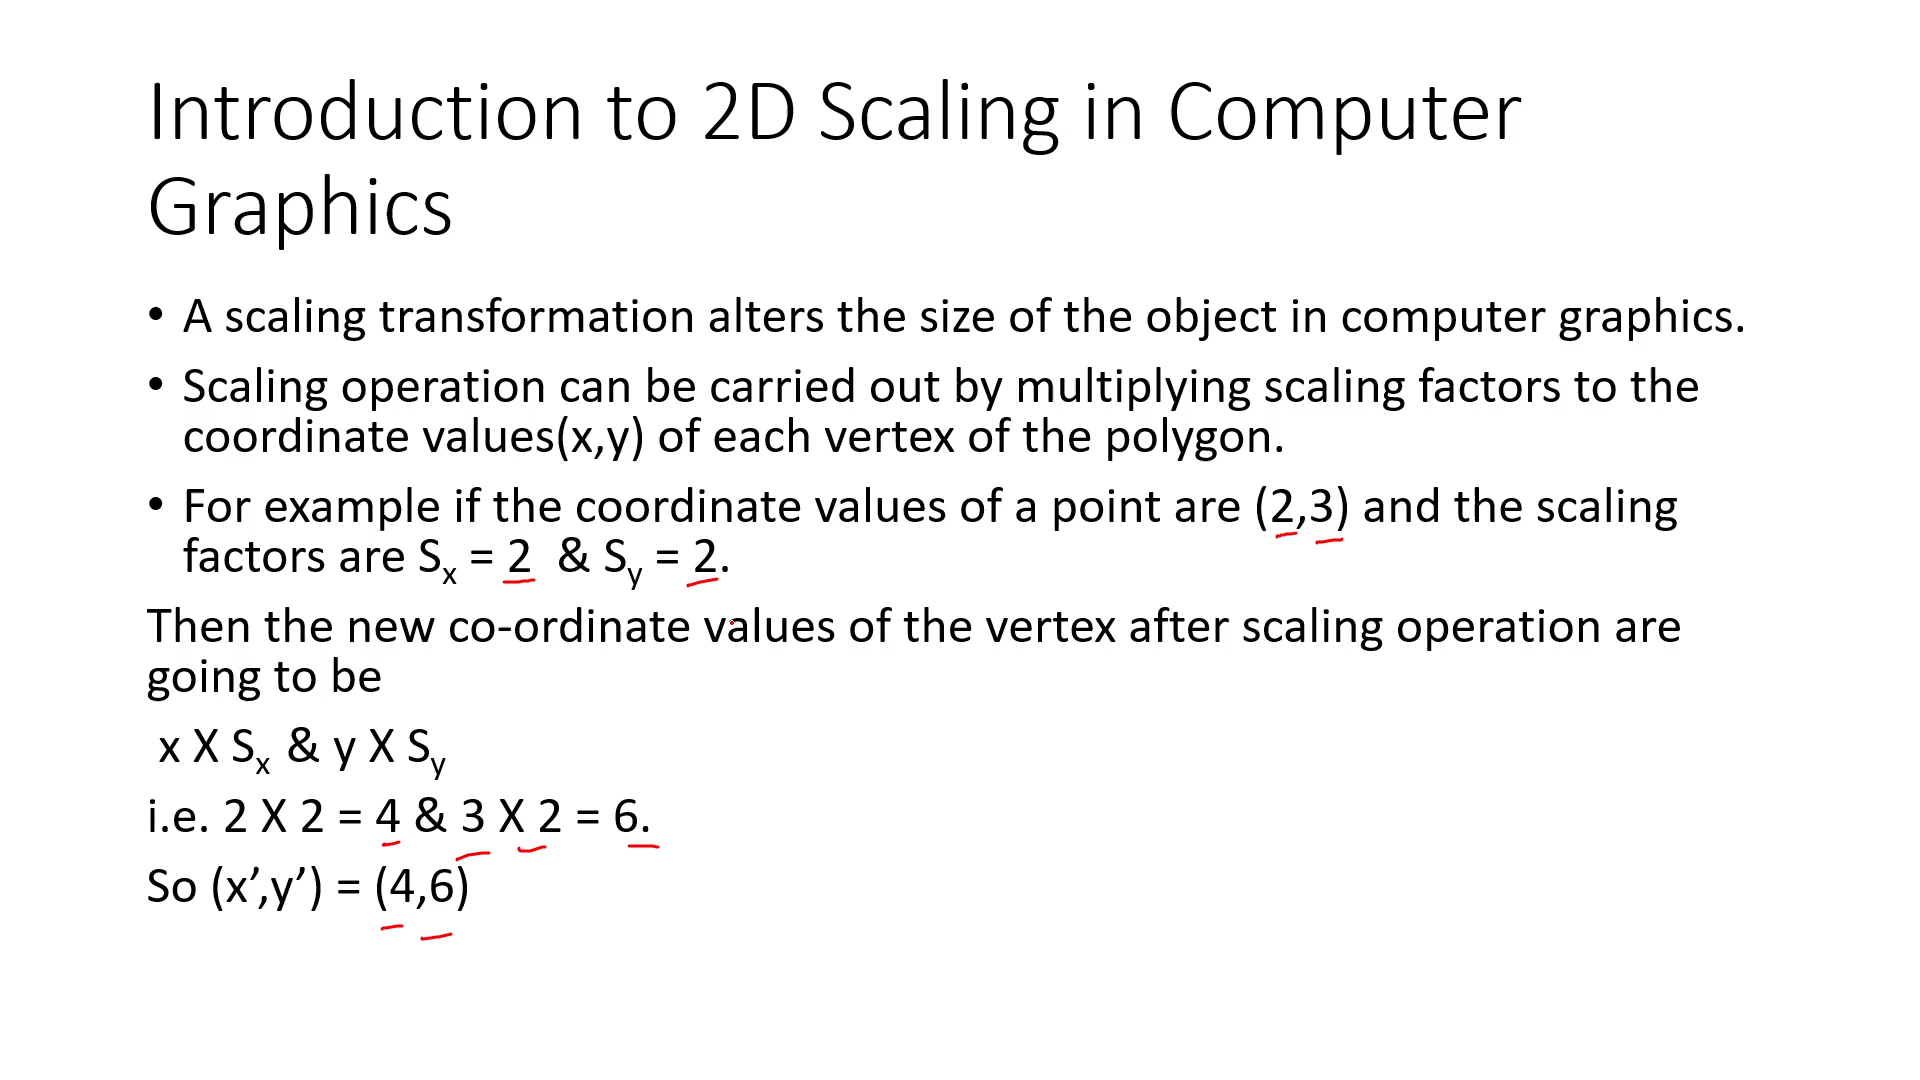 Introduction to 2D Scaling in Computer
Graphics
• A scaling transformation alters the size of the object in computer graphics.
• Scaling operation can be carried out by multiplying scaling factors to the
coordinate values(x,y) of each vertex of the polygon.
• For example if the coordinate values of a point are (2,3) and the scaling
factors are Sx = 2 & Sy = 2.
Then the new co-ordinate values of the vertex after scaling operation are
going to be
x X Sx & y X Sy
i.e. 2 X 2 = 4 & 3 X 2 = 6.
So (x’,y’) = (4,6)